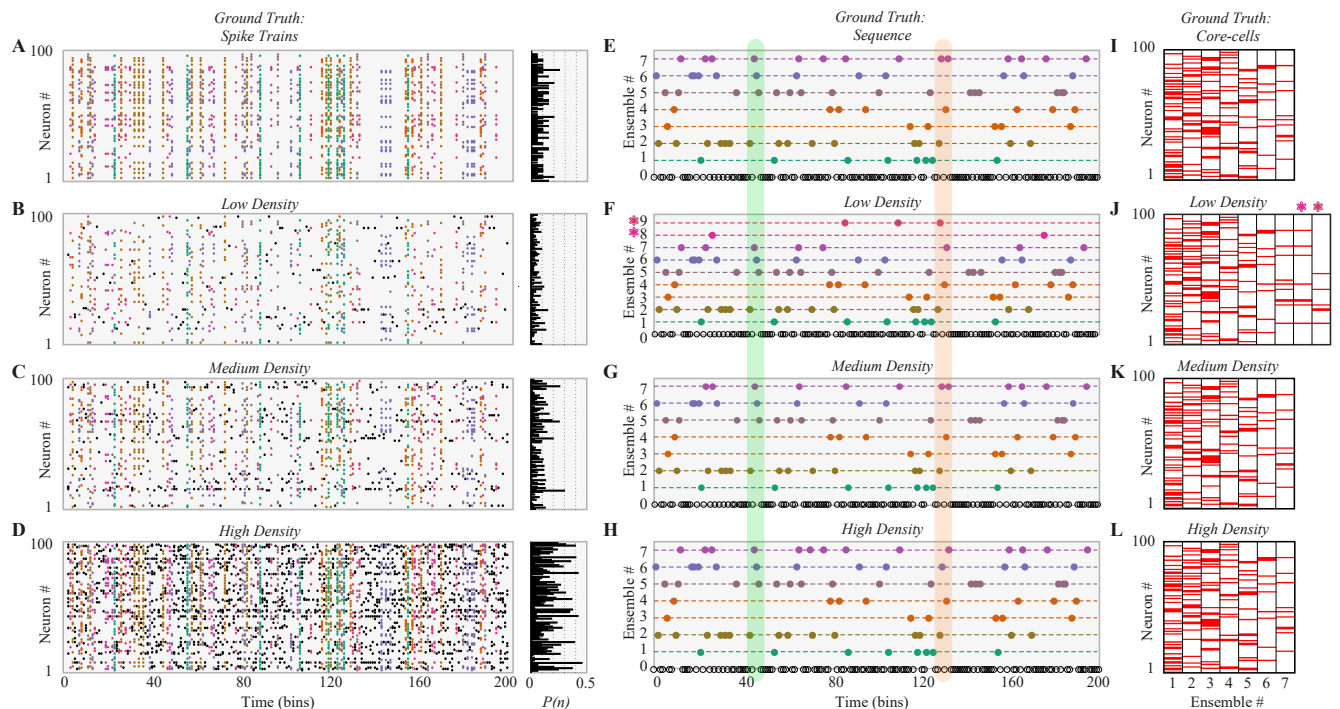 Ground Truth:
Spike Trains
Ground Truth:
Sequence
Ground Truth:
Core-cells
A
100
Neuron #
1
E
7
6
5
4
3
2
1
0
Ensemble #
I
100
Neuron #
1
Low Density
B
100
Neuron #
1
Low Density
F
9
8
7
6
5
4
3
2
1
0
Ensemble #
* *
Low Density
J
100
Neuron #
1
* *
Medium Density
C
100
Neuron #
1
Medium Density
G
7
6
5
4
3
2
1
0
Ensemble #
Medium Density
K
100
Neuron #
1
High Density
D
100
Neuron #
1
0 40 80 120 160 200
Time (bins)
0 0.5
P(n)
High Density
H
7
6
5
4
3
2
1
0
Ensemble #
0 40 80 120 160 200
Time (bins)
High Density
L
100
Neuron #
1
1 2 3 4 5 6 7
Ensemble #